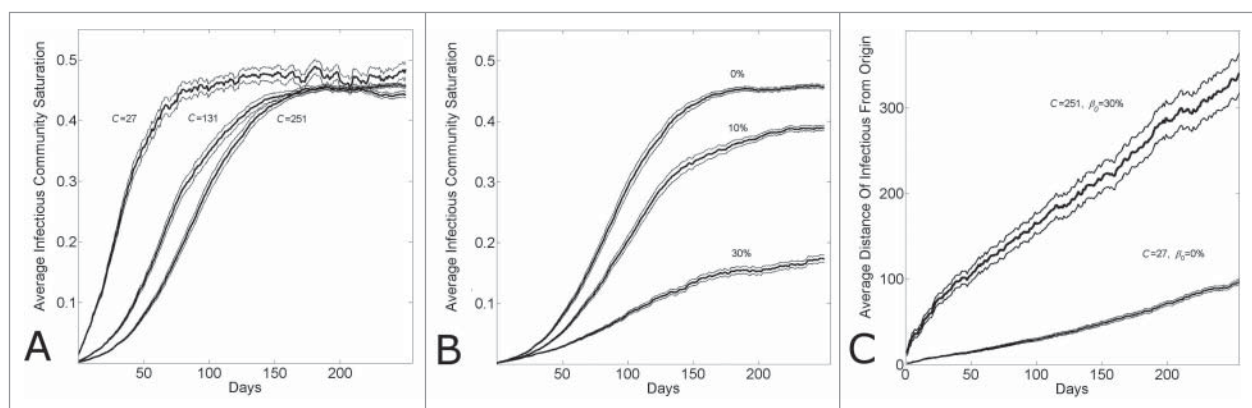 Average Infectious Community Saturation
0.5
0.4
0.3
0.2
0.1
C=27
C=131
C=251
50
100
150
200
Days
A
Average Infectious Community Saturation
0.5
0.4
0.3
0.2
0.1
0%
10%
30%
50
100
150
200
Days
B
Average Distance Of Infectious From Origin
300
200
100
0
C=251, β₀=30%
C=27, β₀=0%
0
50
100
150
200
Days
C